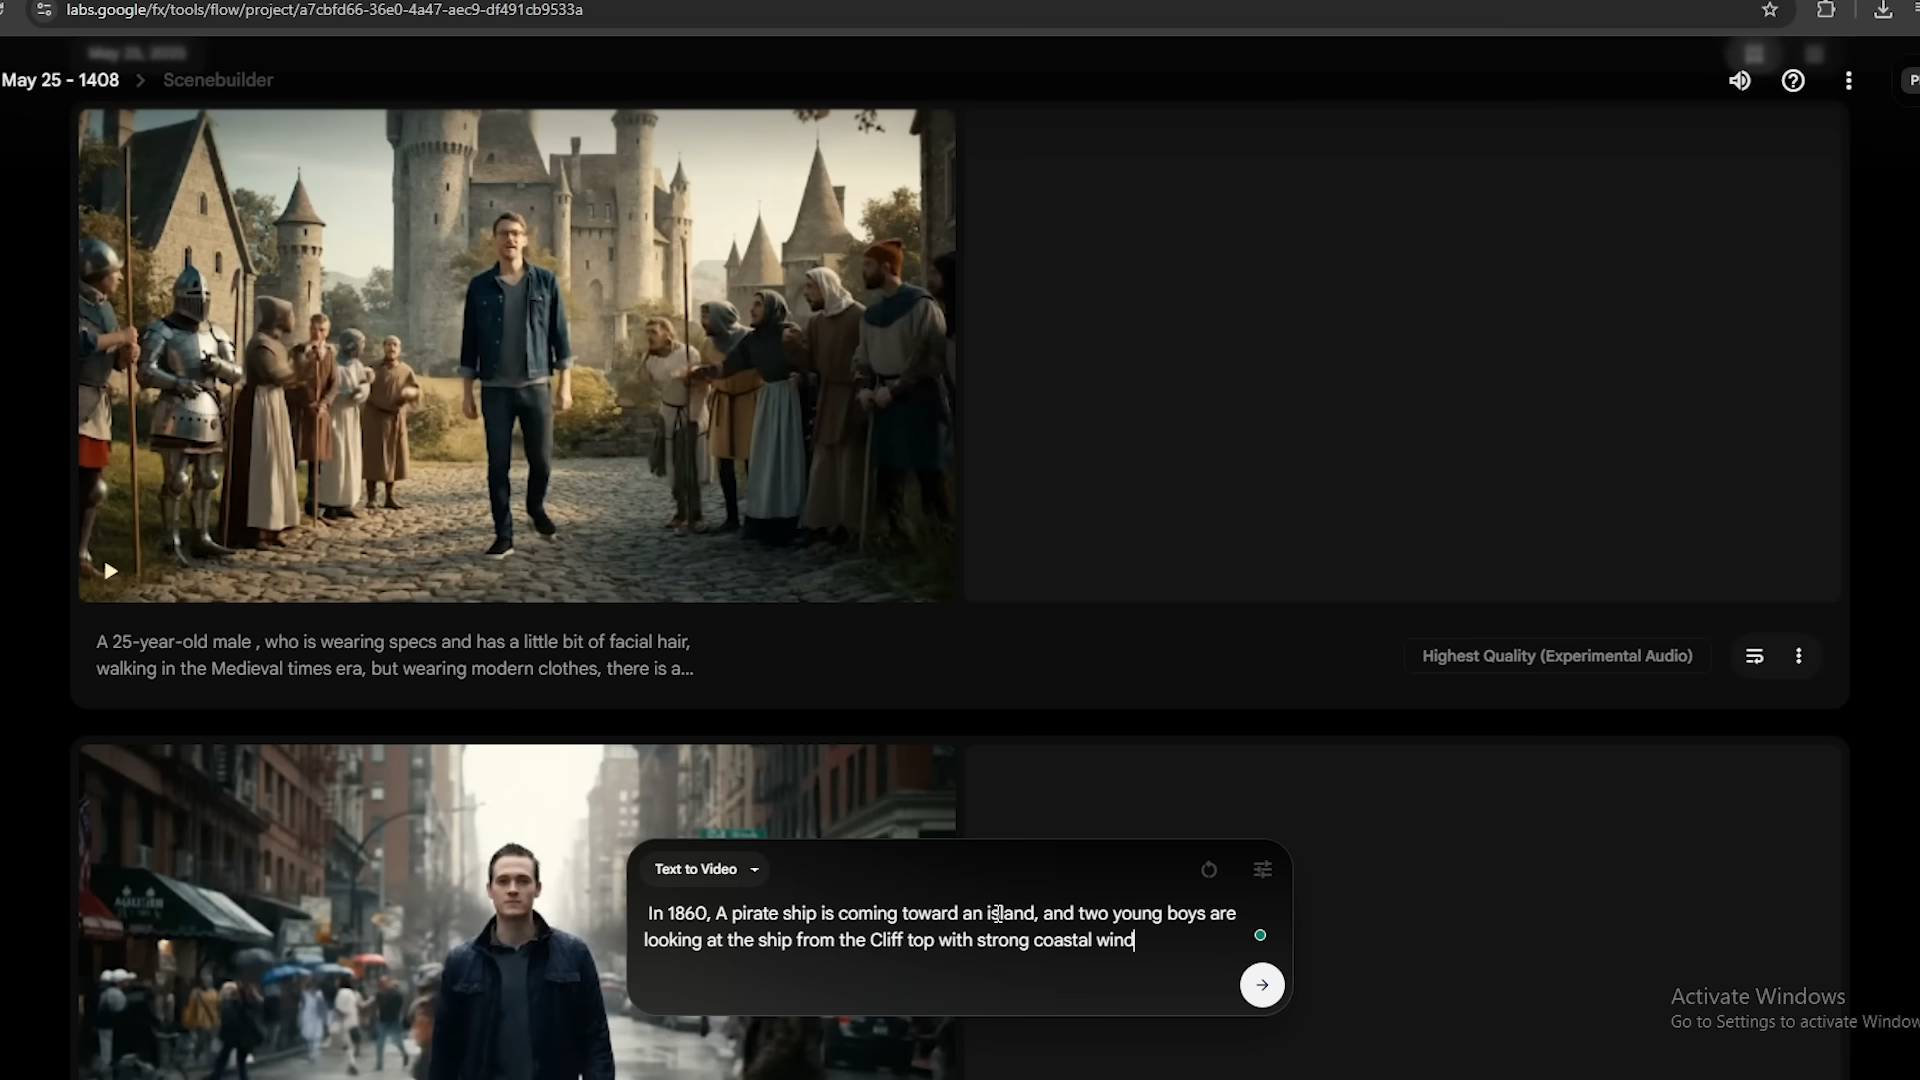 labs.google/fx/tools/flow/project/a7cbfd66-36e0-4a47-aec9-df491cb9533a
May 25, 2025
May 25 - 1408 > Scenebuilder
A 25-year-old male , who is wearing specs and has a little bit of facial hair,
walking in the Medieval times era, but wearing modern clothes, there is a...
Highest Quality (Experimental Audio)
Text to Video
In 1860, A pirate ship is coming toward an island, and two young boys are
looking at the ship from the Cliff top with strong coastal wind
Activate Windows
Go to Settings to activate Window